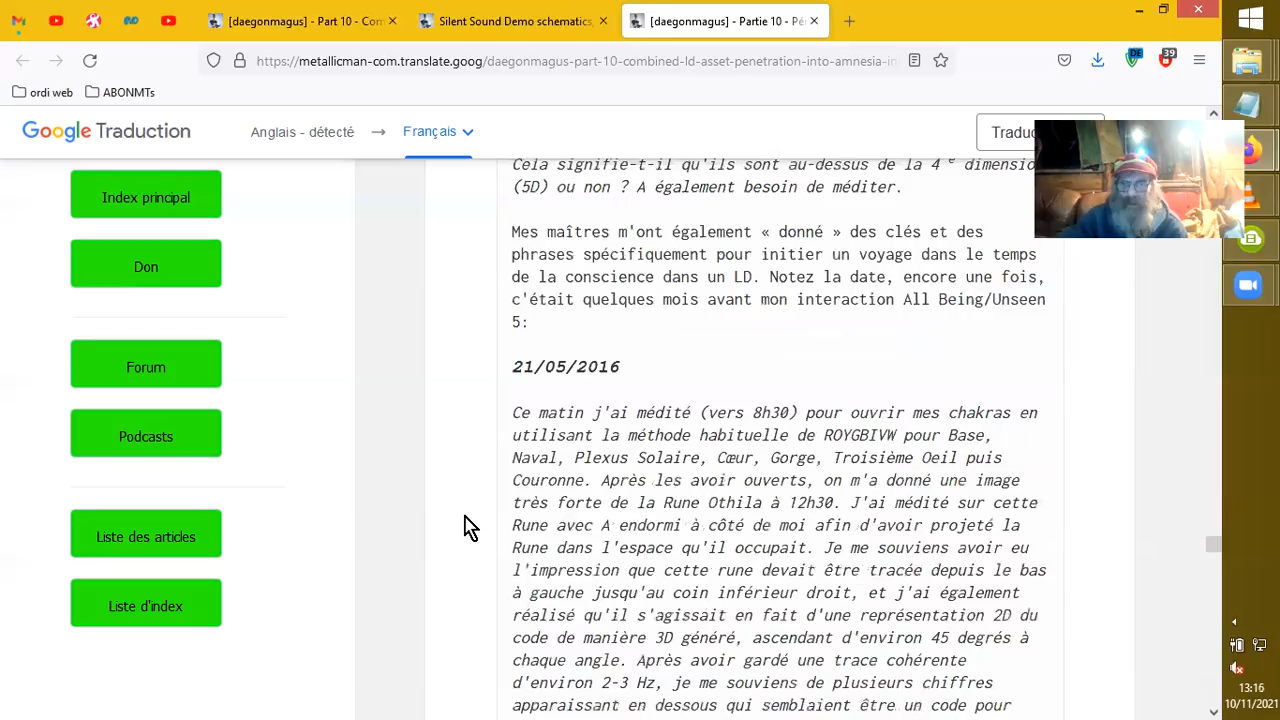 [daegonmagus] - Part 10 - Con
Silent Sound Demo schematics,
[daegonmagus] - Partie 10 - Pé
https://metallicman-com.translate.goog/daegonmagus-part-10-combined-ld-asset-penetration-into-amnesia-in
DE
39
ordi web
ABONMTs
Google Traduction
Anglais - détecté
Français
Traduc
Index principal
Don
Forum
Podcasts
Liste des articles
Liste d'index
Cela signifie-t-il qu'ils sont au-dessus de la 4 e dimensio
(5D) ou non ? A également besoin de méditer.
Mes maîtres m'ont également « donné » des clés et des
phrases spécifiquement pour initier un voyage dans le temps
de la conscience dans un LD. Notez la date, encore une fois,
c'était quelques mois avant mon interaction All Being/Unseen
5:
21/05/2016
Ce matin j'ai médité (vers 8h30) pour ouvrir mes chakras en
utilisant la méthode habituelle de ROYGBIVW pour Base,
Naval, Plexus Solaire, Cœur, Gorge, Troisième Oeil puis
Couronne. Après les avoir ouverts, on m'a donné une image
très forte de la Rune Othila à 12h30. J'ai médité sur cette
Rune avec A endormi à côté de moi afin d'avoir projeté la
Rune dans l'espace qu'il occupait. Je me souviens avoir eu
l'impression que cette rune devait être tracée depuis le bas
à gauche jusqu'au coin inférieur droit, et j'ai également
réalisé qu'il s'agissait en fait d'une représentation 2D du
code de manière 3D généré, ascendant d'environ 45 degrés à
chaque angle. Après avoir gardé une trace cohérente
d'environ 2-3 Hz, je me souviens de plusieurs chiffres
apparaissant en dessous qui semblaient être un code pour
13:16
10/11/2021